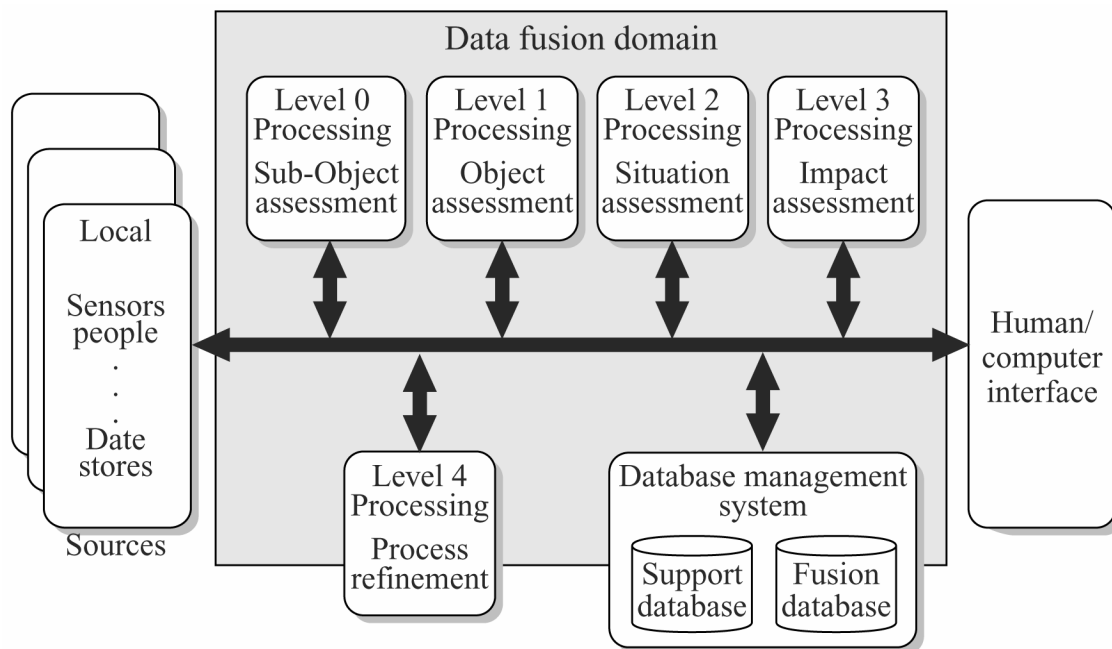 Data fusion domain
Level 0
Processing
Sub-Object
assessment
Level 1
Processing
Object
assessment
Level 2
Processing
Situation
assessment
Level 3
Processing
Impact
assessment
Local
Sensors
people
.
.
.
Date
stores
Sources
Human/
computer
interface
Level 4
Processing
Process
refinement
Database management
system
Support
database
Fusion
database